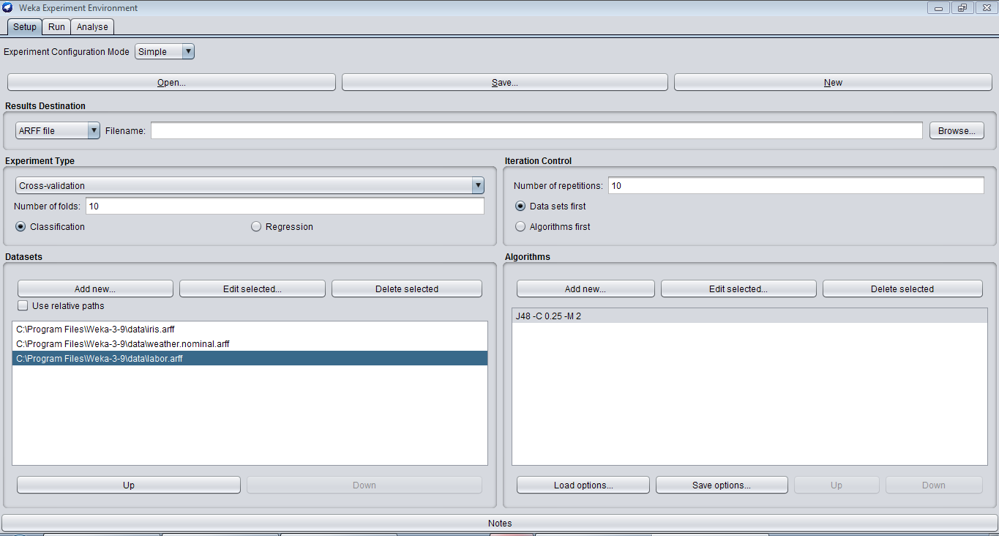 Weka Experiment Environment
Setup Run Analyse
Experiment Configuration Mode Simple
Open... Save... New
Results Destination
ARFF file Filename: Browse...
Experiment Type Iteration Control
Cross-validation Number of repetitions: 10
Number of folds: 10 Data sets first
Classification Regression Algorithms first
Datasets Algorithms
Add new... Edit selected... Delete selected Add new... Edit selected... Delete selected
Use relative paths
J48 -C 0.25 -M 2
C:\Program Files\Weka-3-9\data\iris.arff
C:\Program Files\Weka-3-9\data\weather.nominal.arff
C:\Program Files\Weka-3-9\data\labor.arff
Up Down Load options... Save options... Up Down
Notes